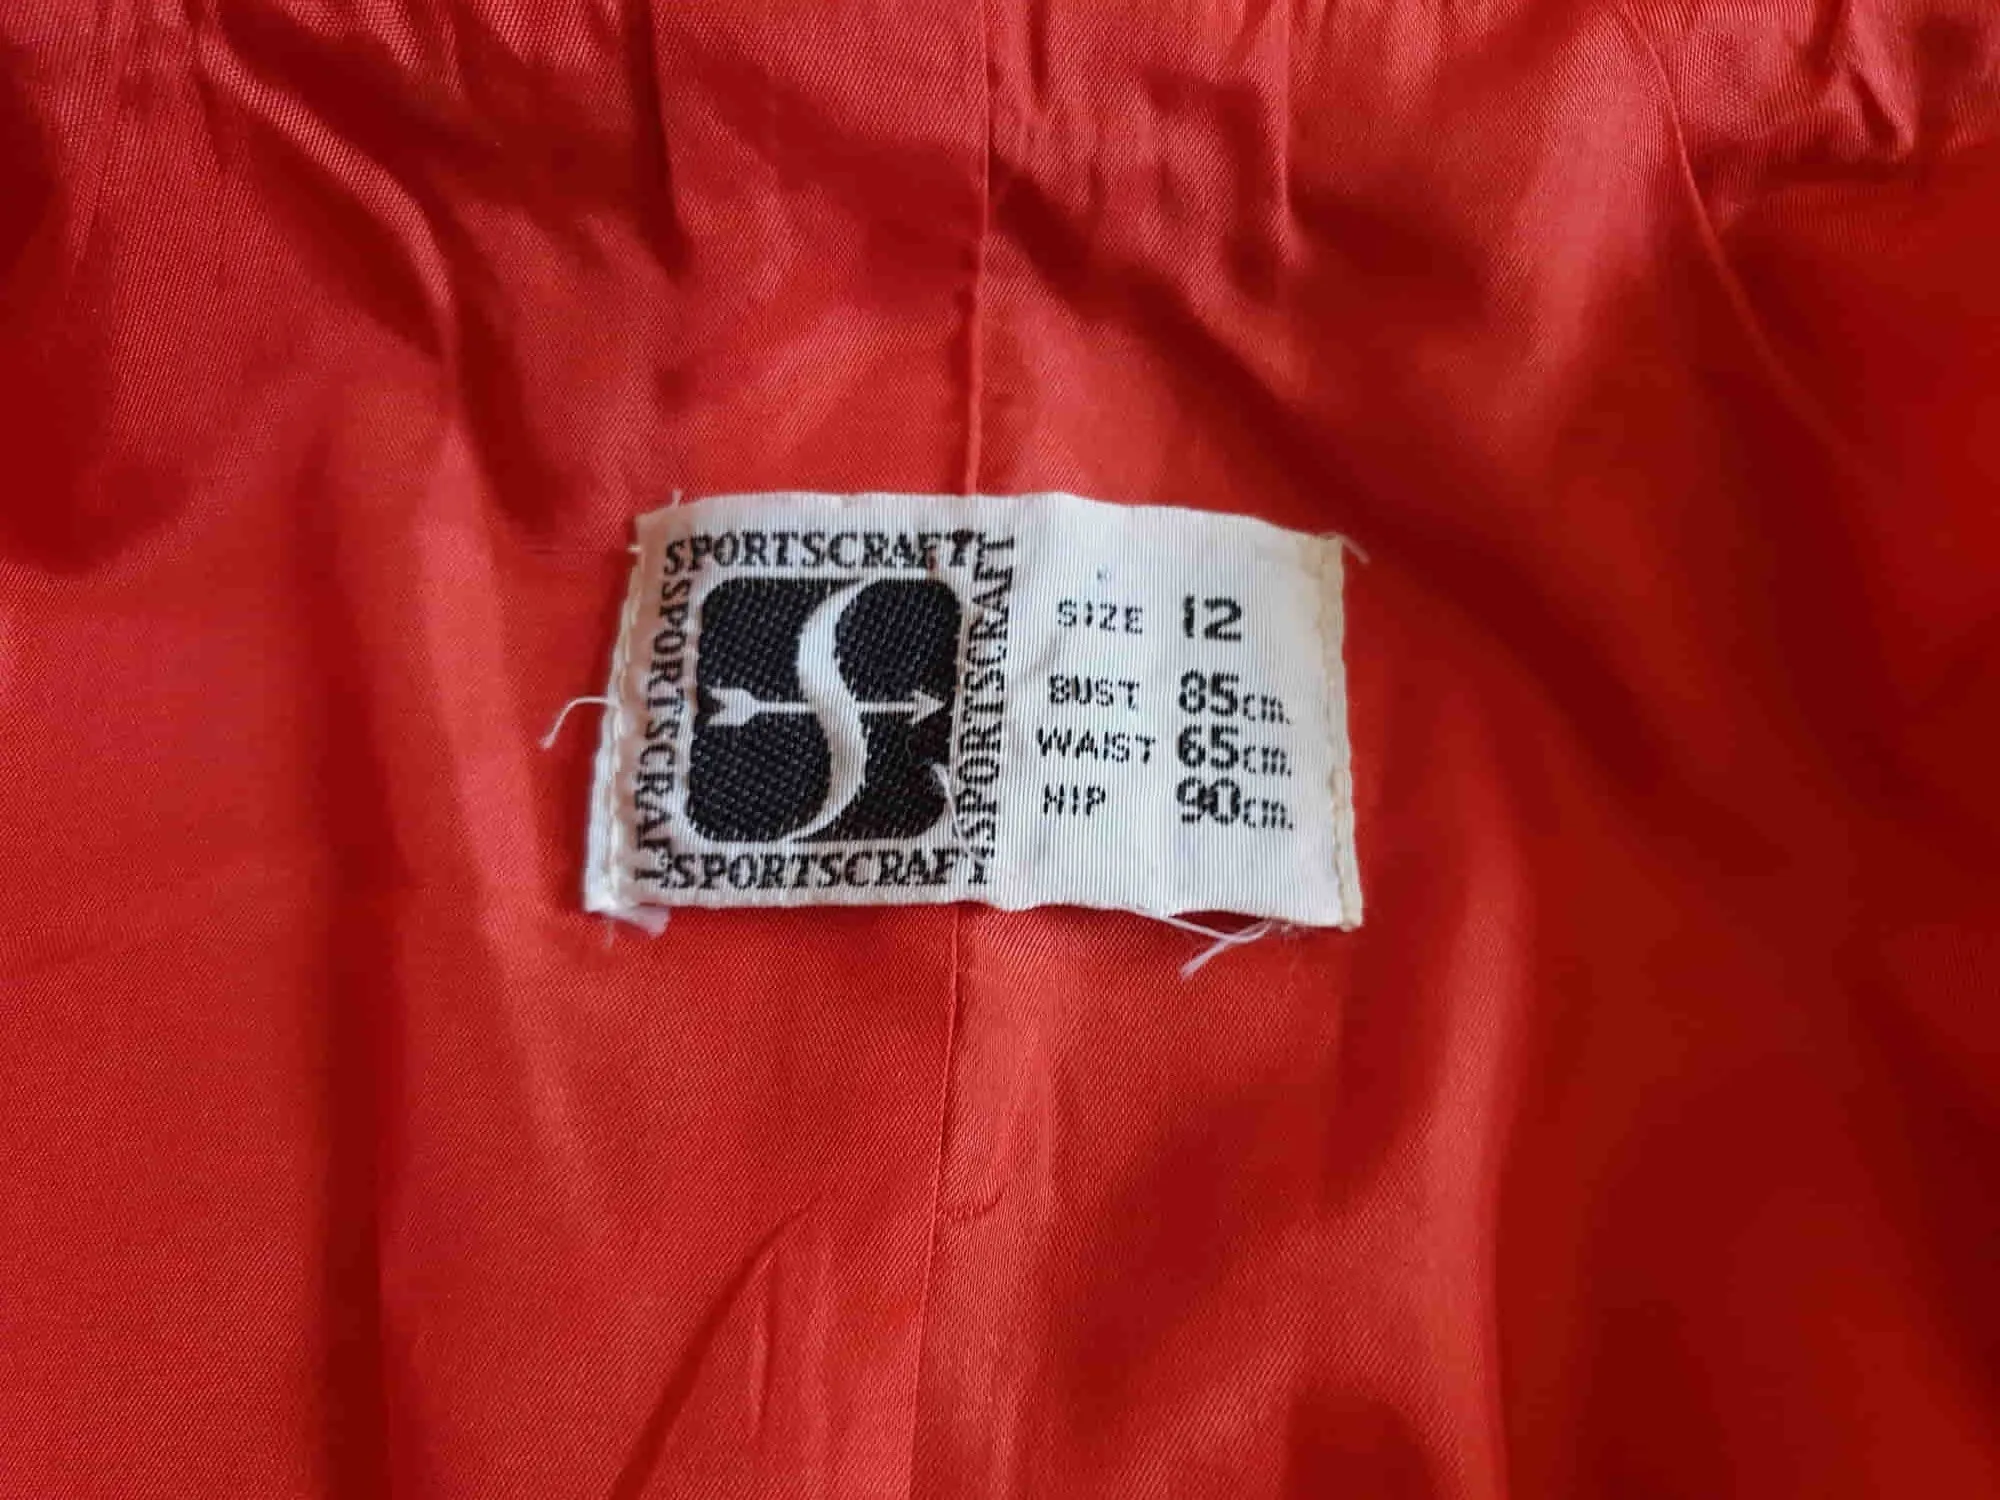 SPORTSCRAFT
SPORTSCRAFT
S
SPORTSCRAFT
SPORTSCRAFT
SIZE 12
BUST 85cm.
WAIST 65cm.
HIP 90cm.